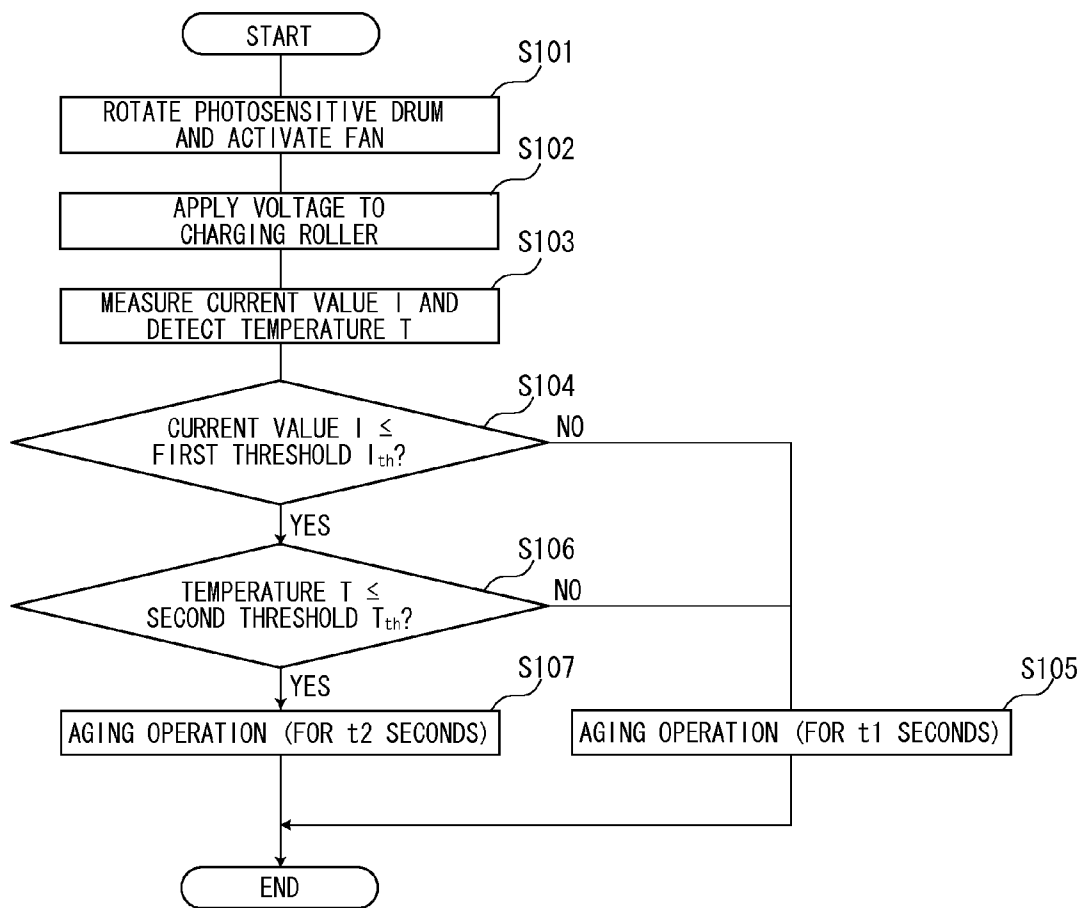 START
S101
ROTATE PHOTOSENSITIVE DRUM
AND ACTIVATE FAN
S102
APPLY VOLTAGE TO
CHARGING ROLLER
S103
MEASURE CURRENT VALUE I AND
DETECT TEMPERATURE T
S104
CURRENT VALUE I ≤
FIRST THRESHOLD Ith?
NO
YES
S106
TEMPERATURE T ≤
SECOND THRESHOLD Tth?
NO
YES
S107
AGING OPERATION (FOR t2 SECONDS)
S105
AGING OPERATION (FOR t1 SECONDS)
END